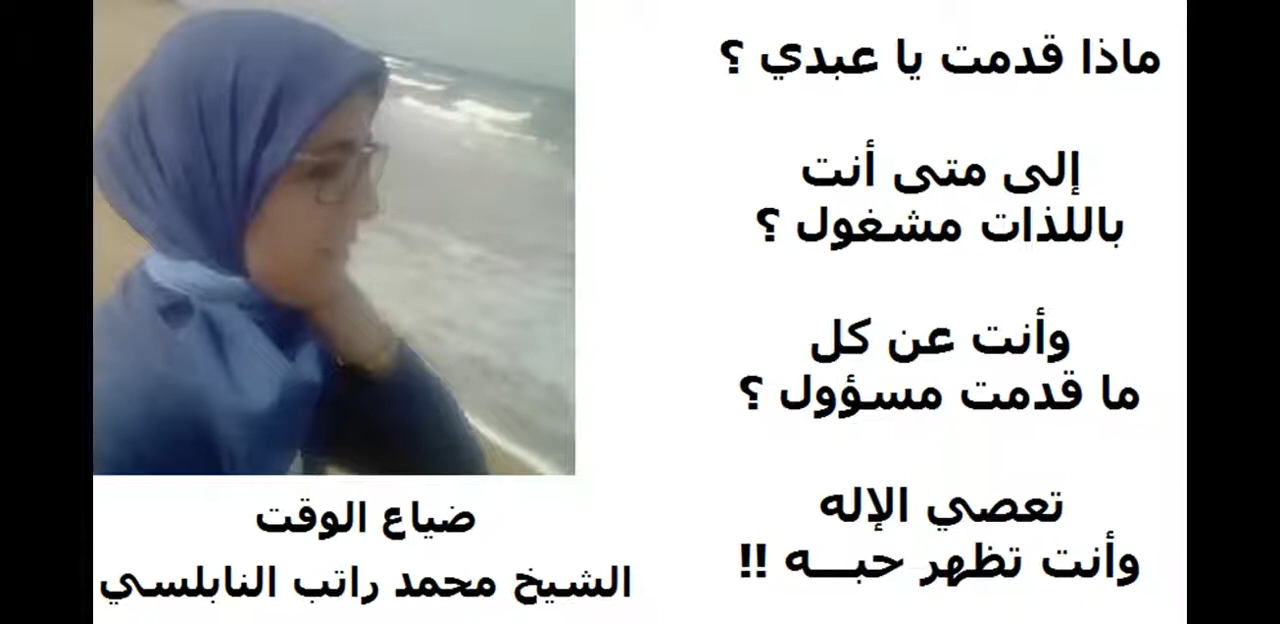 ماذا قدمت يا عبدي ؟
إلى متى أنت
باللذات مشغول ؟
وأنت عن كل
ما قدمت مسؤول ؟
تعصي الإله
وأنت تظهر حبـــه !!
ضياع الوقت
الشيخ محمد راتب النابلسي